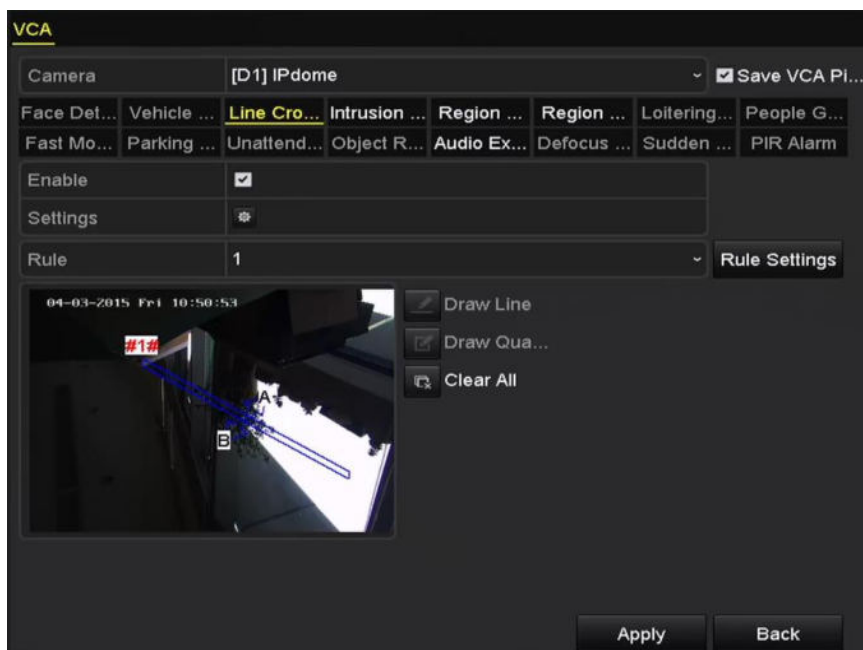 VCA
Camera [D1] IPdome Save VCA Pi...
Face Det... Vehicle ... Line Cro... Intrusion ... Region ... Region ... Loitering... People G...
Fast Mo... Parking ... Unattend... Object R... Audio Ex... Defocus ... Sudden ... PIR Alarm
Enable
Settings
Rule 1 Rule Settings
04-03-2015 Fri 10:50:53
#1#
A
B
Draw Line
Draw Qua...
Clear All
Apply Back